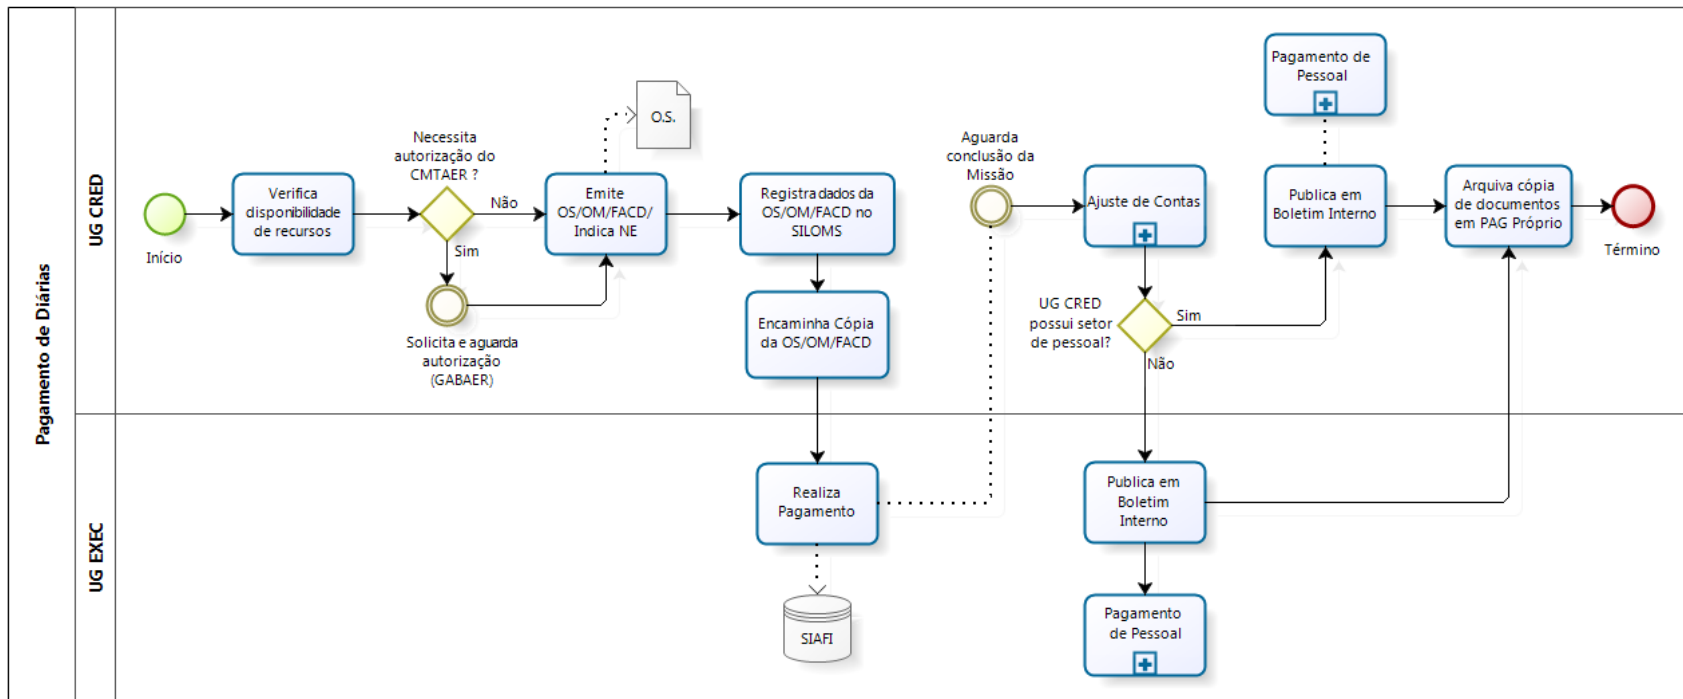 Pagamento de Diárias
UG CRED
Início
Verifica
disponibilidade
de recursos
Necessita
autorização do
CMTAER ?
Não
Sim
Solicita e aguarda
autorização
(GABAER)
Emite
OS/OM/FACD/
Indica NE
O.S.
Registra dados da
OS/OM/FACD no
SILOMS
Encaminha Cópia
da OS/OM/FACD
Aguarda
conclusão da
Missão
Ajuste de Contas
UG CRED
possui setor
de pessoal?
Sim
Não
Pagamento de
Pessoal
Publica em
Boletim Interno
Arquiva cópia
de documentos
em PAG Próprio
Término
UG EXEC
Realiza
Pagamento
SIAFI
Publica em
Boletim
Interno
Pagamento
de Pessoal